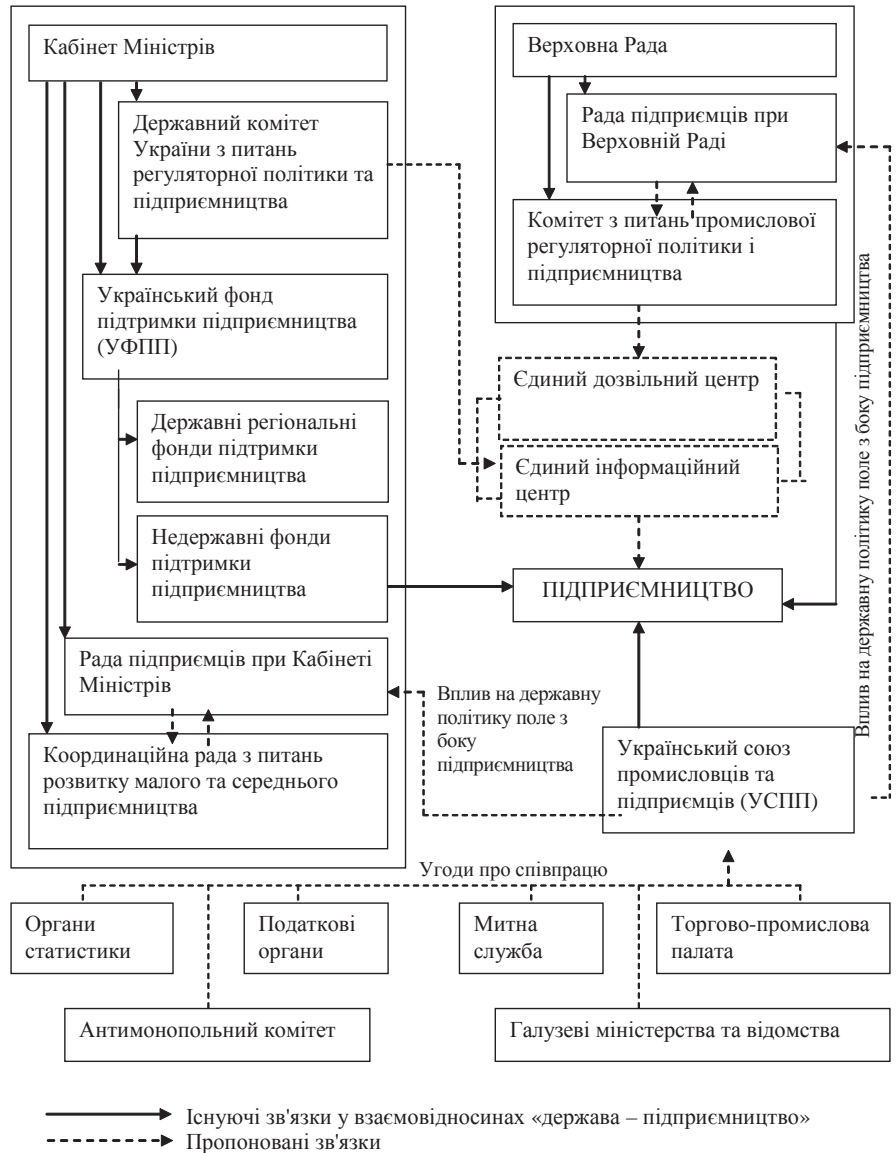 Кабінет Міністрів
Державний комітет
України з питань
регуляторної політики та
підприємництва
Український фонд
підтримки підприємництва
(УФПП)
Державні регіональні
фонди підтримки
підприємництва
Недержавні фонди
підтримки
підприємництва
Рада підприємців при Кабінеті
Міністрів
Координаційна рада з питань
розвитку малого та середнього
підприємництва
Верховна Рада
Рада підприємців при
Верховній Раді
Комітет з питань промислової
регуляторної політики і
підприємництва
Єдиний дозвільний центр
Єдиний інформаційний
центр
ПІДПРИЄМНИЦТВО
Вплив на державну
політику поле з
боку
підприємництва
Український союз
промисловців та
підприємців (УСПП)
Вплив на державну політику поле з боку підприємництва
Угоди про співпрацю
Органи
статистики
Податкові
органи
Митна
служба
Торгово-промислова
палата
Антимонопольний комітет
Галузеві міністерства та відомства
Існуючі зв'язки у взаємовідносинах «держава – підприємництво»
Пропоновані зв'язки